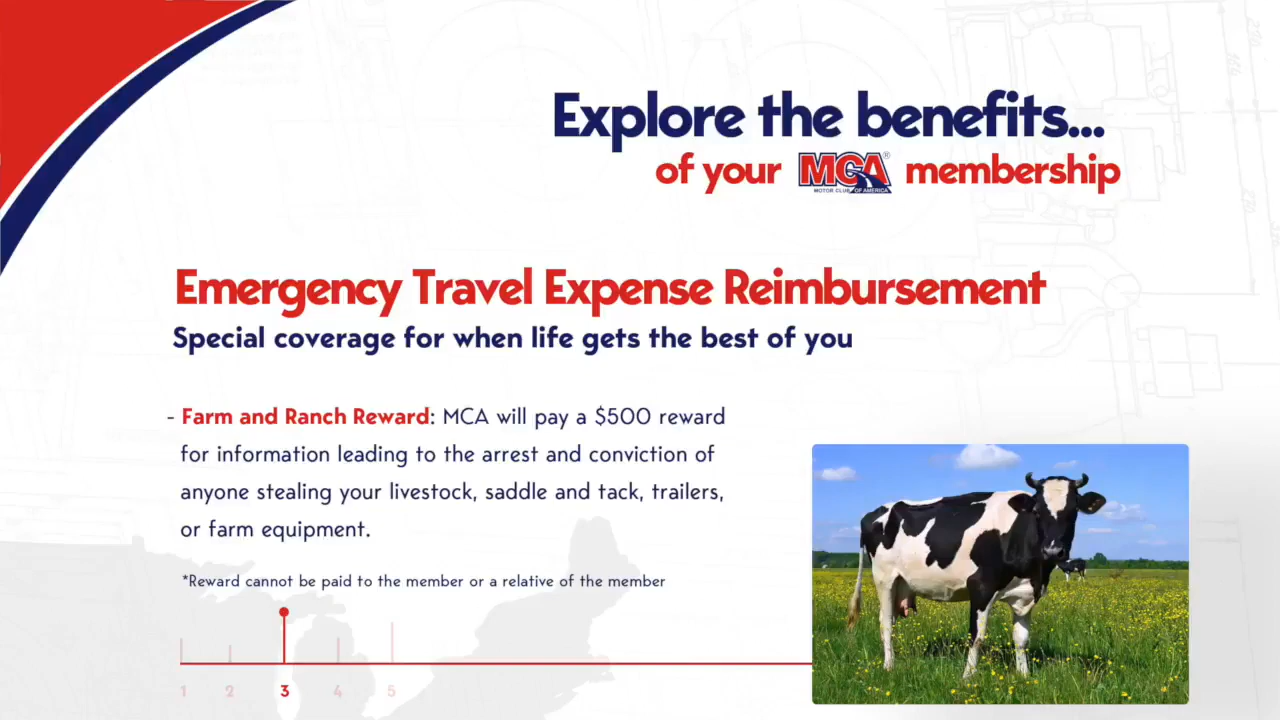 Explore the benefits...
of your MCA® membership
MOTOR CLUB OF AMERICA
Emergency Travel Expense Reimbursement
Special coverage for when life gets the best of you
- Farm and Ranch Reward: MCA will pay a $500 reward
for information leading to the arrest and conviction of
anyone stealing your livestock, saddle and tack, trailers,
or farm equipment.
*Reward cannot be paid to the member or a relative of the member
1 2 3 4 5